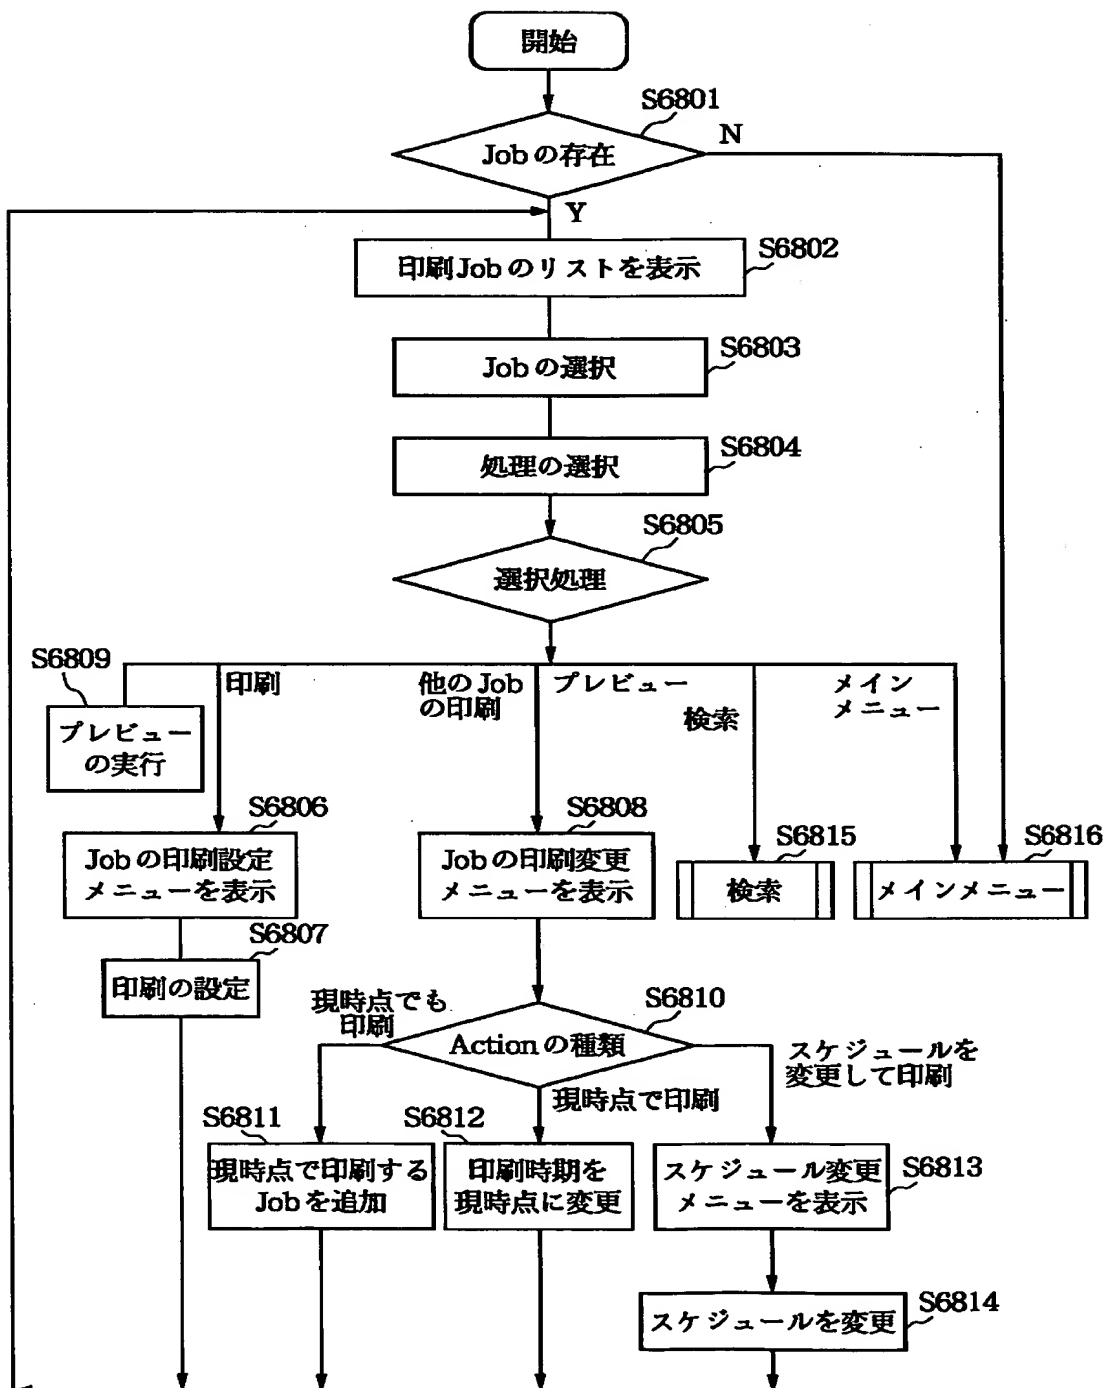 開始
S6801
Jobの存在
N
Y
印刷Jobのリストを表示
S6802
Jobの選択
S6803
処理の選択
S6804
S6805
選択処理
S6809
プレビュー
の実行
印刷
他のJob
の印刷
プレビュー
検索
メイン
メニュー
S6806
Jobの印刷設定
メニューを表示
S6808
Jobの印刷変更
メニューを表示
S6815
検索
S6816
メインメニュー
S6807
印刷の設定
現時点でも
印刷
S6810
Actionの種類
スケジュールを
変更して印刷
現時点で印刷
S6811
現時点で印刷する
Jobを追加
S6812
印刷時期を
現時点に変更
スケジュール変更
メニューを表示
S6813
スケジュールを変更
S6814